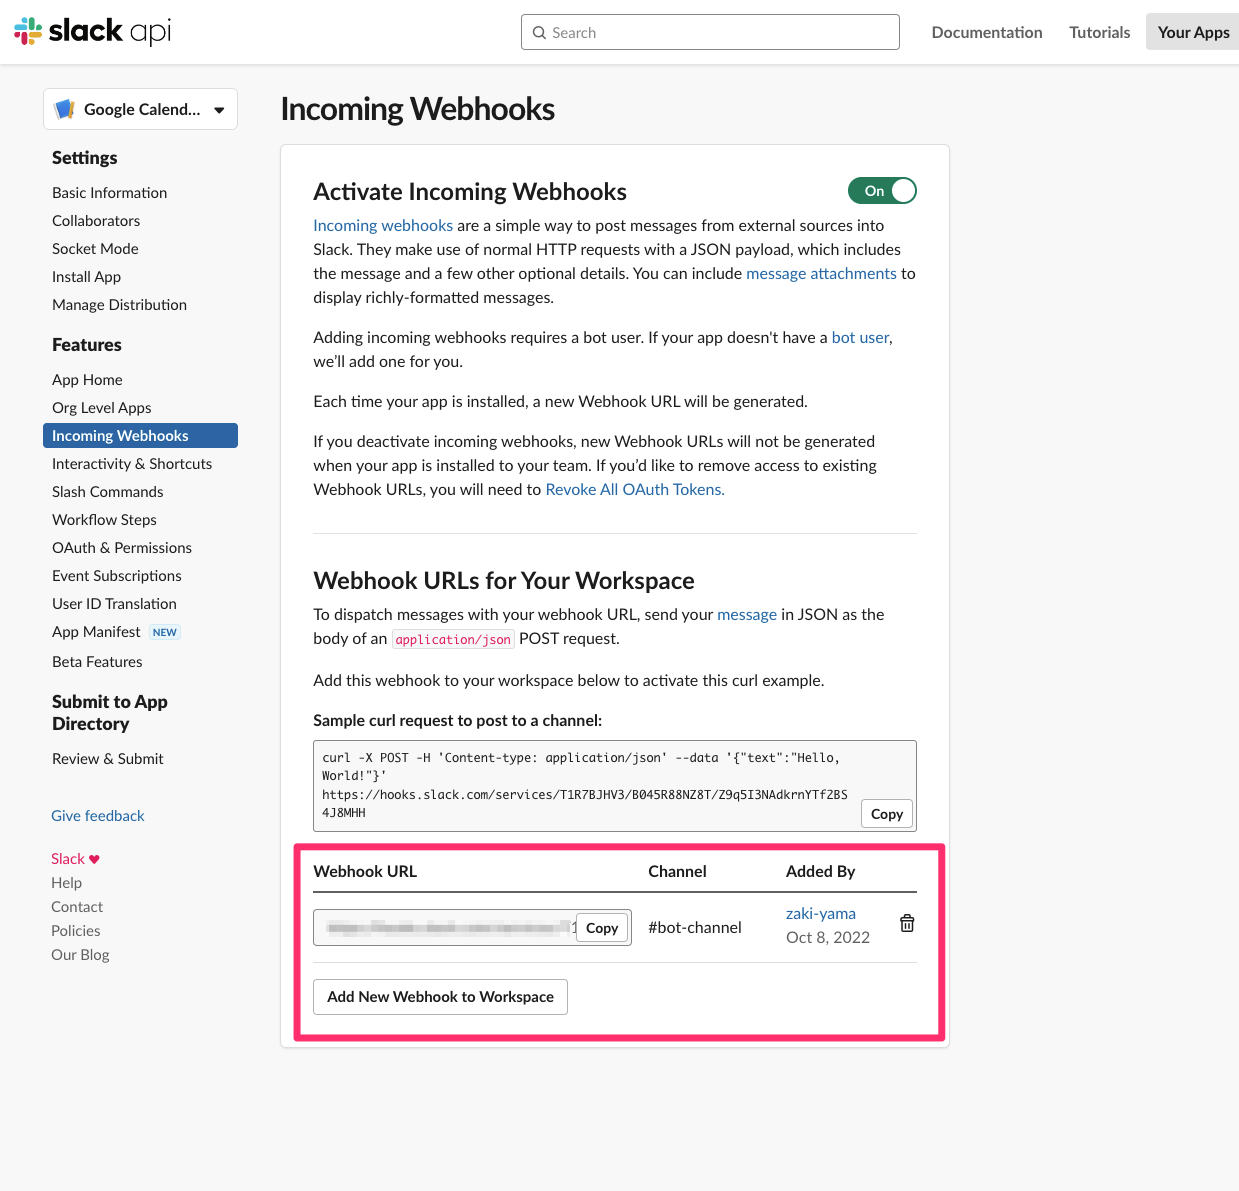 slack api
Search
Documentation
Tutorials
Your Apps
Google Calend...
Settings
Basic Information
Collaborators
Socket Mode
Install App
Manage Distribution
Features
App Home
Org Level Apps
Incoming Webhooks
Interactivity & Shortcuts
Slash Commands
Workflow Steps
OAuth & Permissions
Event Subscriptions
User ID Translation
App Manifest NEW
Beta Features
Submit to App
Directory
Review & Submit
Give feedback
Slack ♥
Help
Contact
Policies
Our Blog
Incoming Webhooks
Activate Incoming Webhooks
On
Incoming webhooks are a simple way to post messages from external sources into
Slack. They make use of normal HTTP requests with a JSON payload, which includes
the message and a few other optional details. You can include message attachments to
display richly-formatted messages.
Adding incoming webhooks requires a bot user. If your app doesn't have a bot user,
we’ll add one for you.
Each time your app is installed, a new Webhook URL will be generated.
If you deactivate incoming webhooks, new Webhook URLs will not be generated
when your app is installed to your team. If you’d like to remove access to existing
Webhook URLs, you will need to Revoke All OAuth Tokens.
Webhook URLs for Your Workspace
To dispatch messages with your webhook URL, send your message in JSON as the
body of an application/json POST request.
Add this webhook to your workspace below to activate this curl example.
Sample curl request to post to a channel:
curl -X POST -H 'Content-type: application/json' --data '{"text":"Hello,
World!"}'
https://hooks.slack.com/services/T1R7BJHV3/B045R88NZ8T/Z9q5I3NAdkrnYTf2BS
4J8MHH
Copy
Webhook URL
Channel
Added By
Copy
#bot-channel
zaki-yama
Oct 8, 2022
Add New Webhook to Workspace